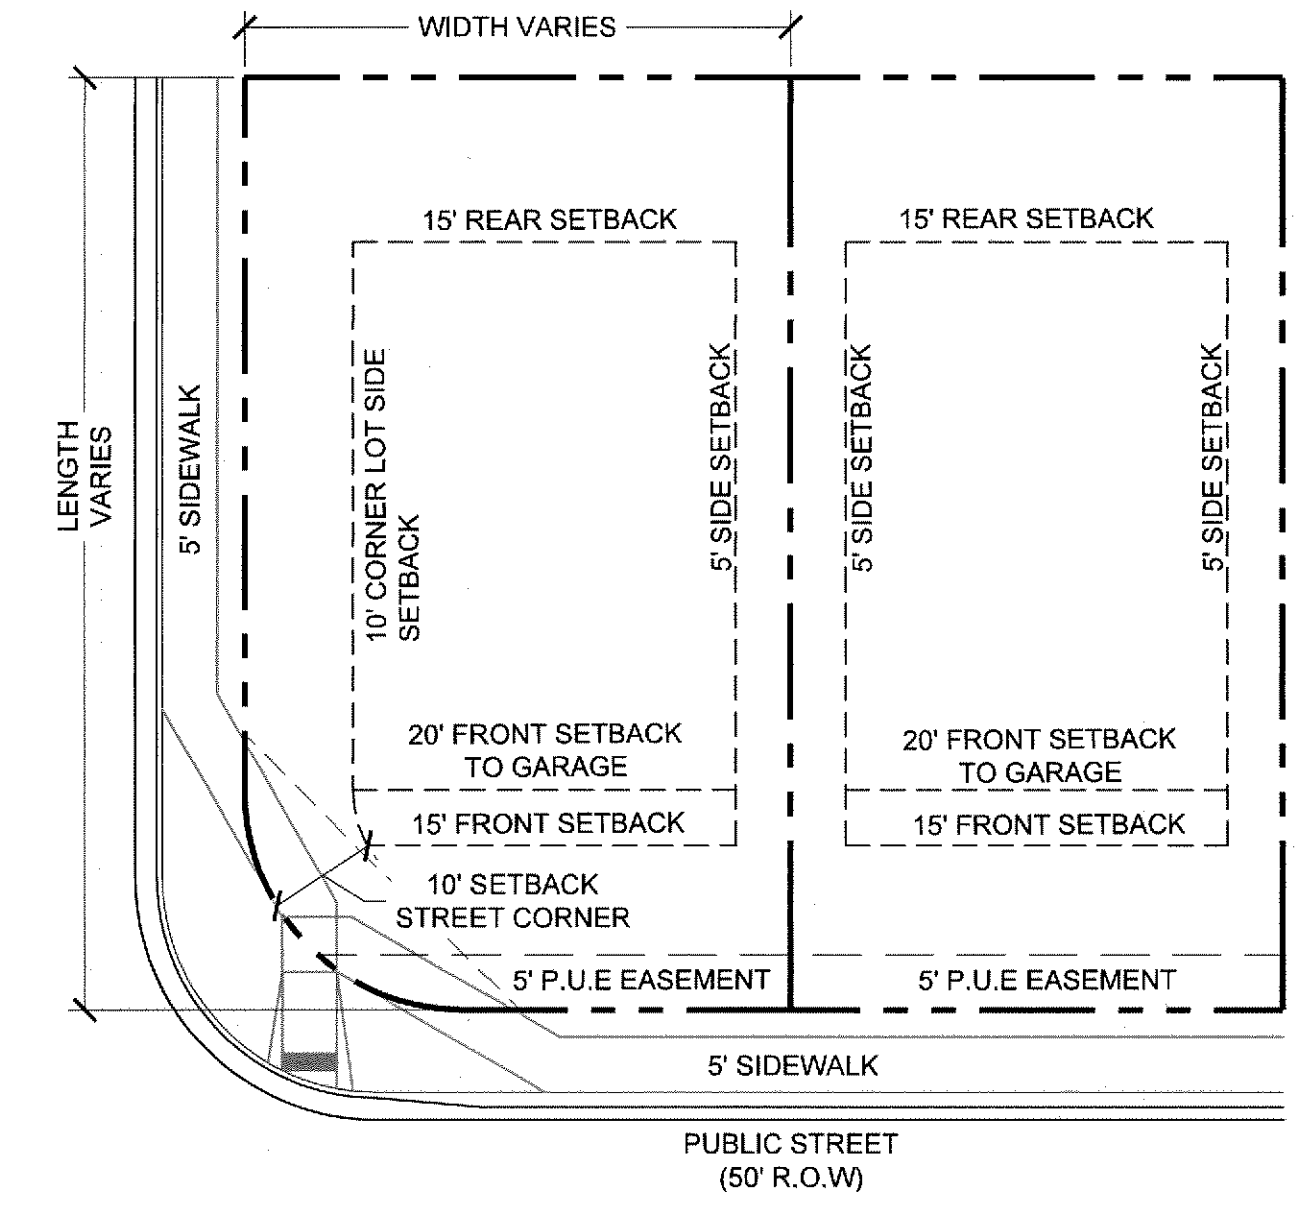 WIDTH VARIES
15' REAR SETBACK
15' REAR SETBACK
LENGTH
VARIES
5' SIDEWALK
10' CORNER LOT SIDE
SETBACK
5' SIDE SETBACK
5' SIDE SETBACK
5' SIDE SETBACK
20' FRONT SETBACK
TO GARAGE
20' FRONT SETBACK
TO GARAGE
15' FRONT SETBACK
15' FRONT SETBACK
10' SETBACK
STREET CORNER
5' P.U.E EASEMENT
5' P.U.E EASEMENT
5' SIDEWALK
PUBLIC STREET
(50' R.O.W)